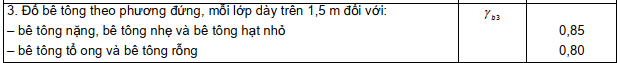 3. Đổ bê tông theo phương đứng, mỗi lớp dày trên 1,5 m đối với: γb3
– bê tông nặng, bê tông nhẹ và bê tông hạt nhỏ 0,85
– bê tông tổ ong và bê tông rỗng 0,80